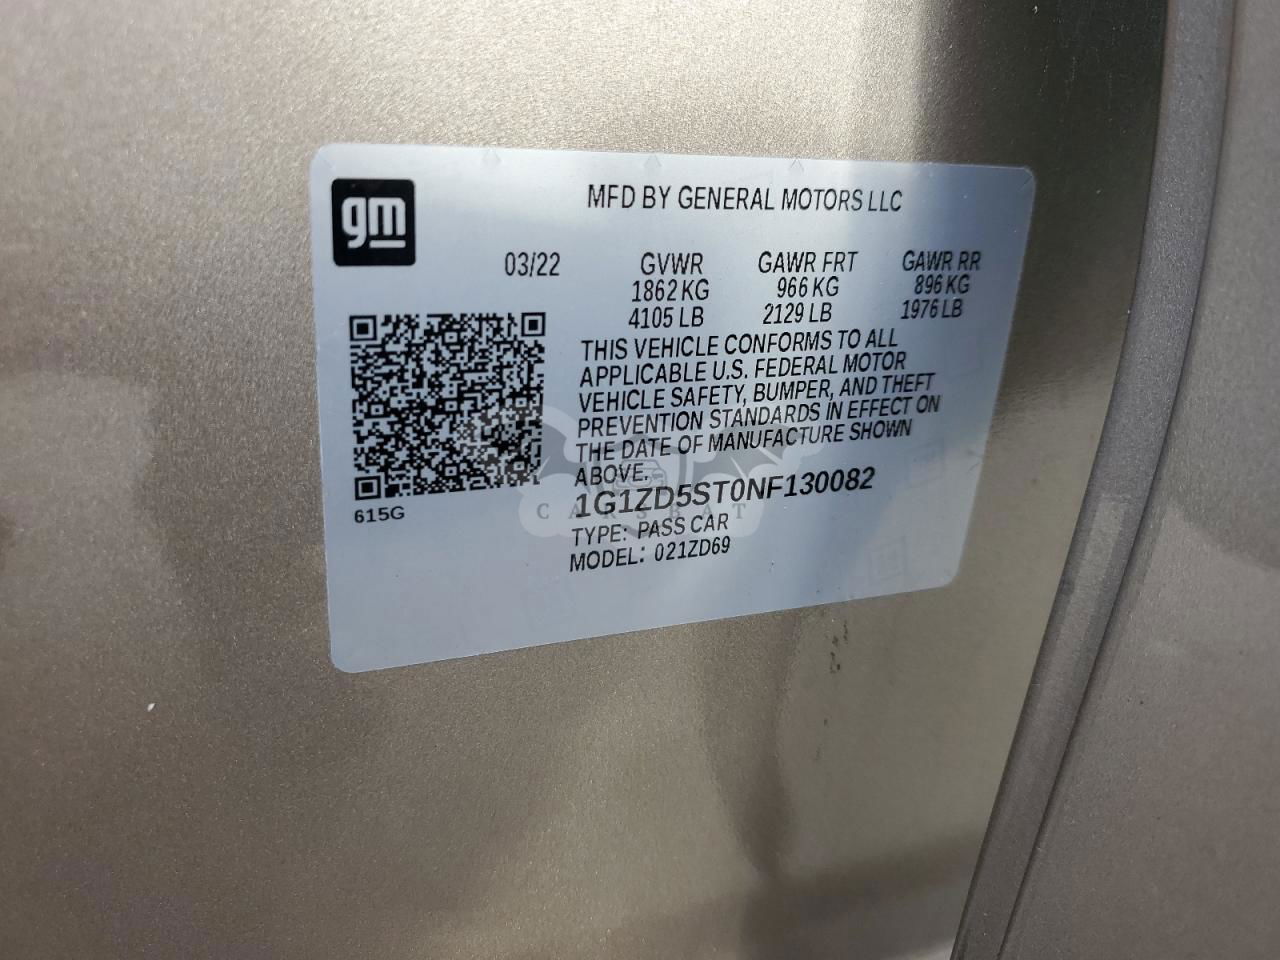 gm
MFD BY GENERAL MOTORS LLC
03/22 GVWR GAWR FRT GAWR RR
1862 KG 966 KG 896 KG
4105 LB 2129 LB 1976 LB
THIS VEHICLE CONFORMS TO ALL
APPLICABLE U.S. FEDERAL MOTOR
VEHICLE SAFETY, BUMPER, AND THEFT
PREVENTION STANDARDS IN EFFECT ON
THE DATE OF MANUFACTURE SHOWN
ABOVE.
1G1ZD5ST0NF130082
CARSBAT
615G
TYPE: PASS CAR
MODEL: 021ZD69